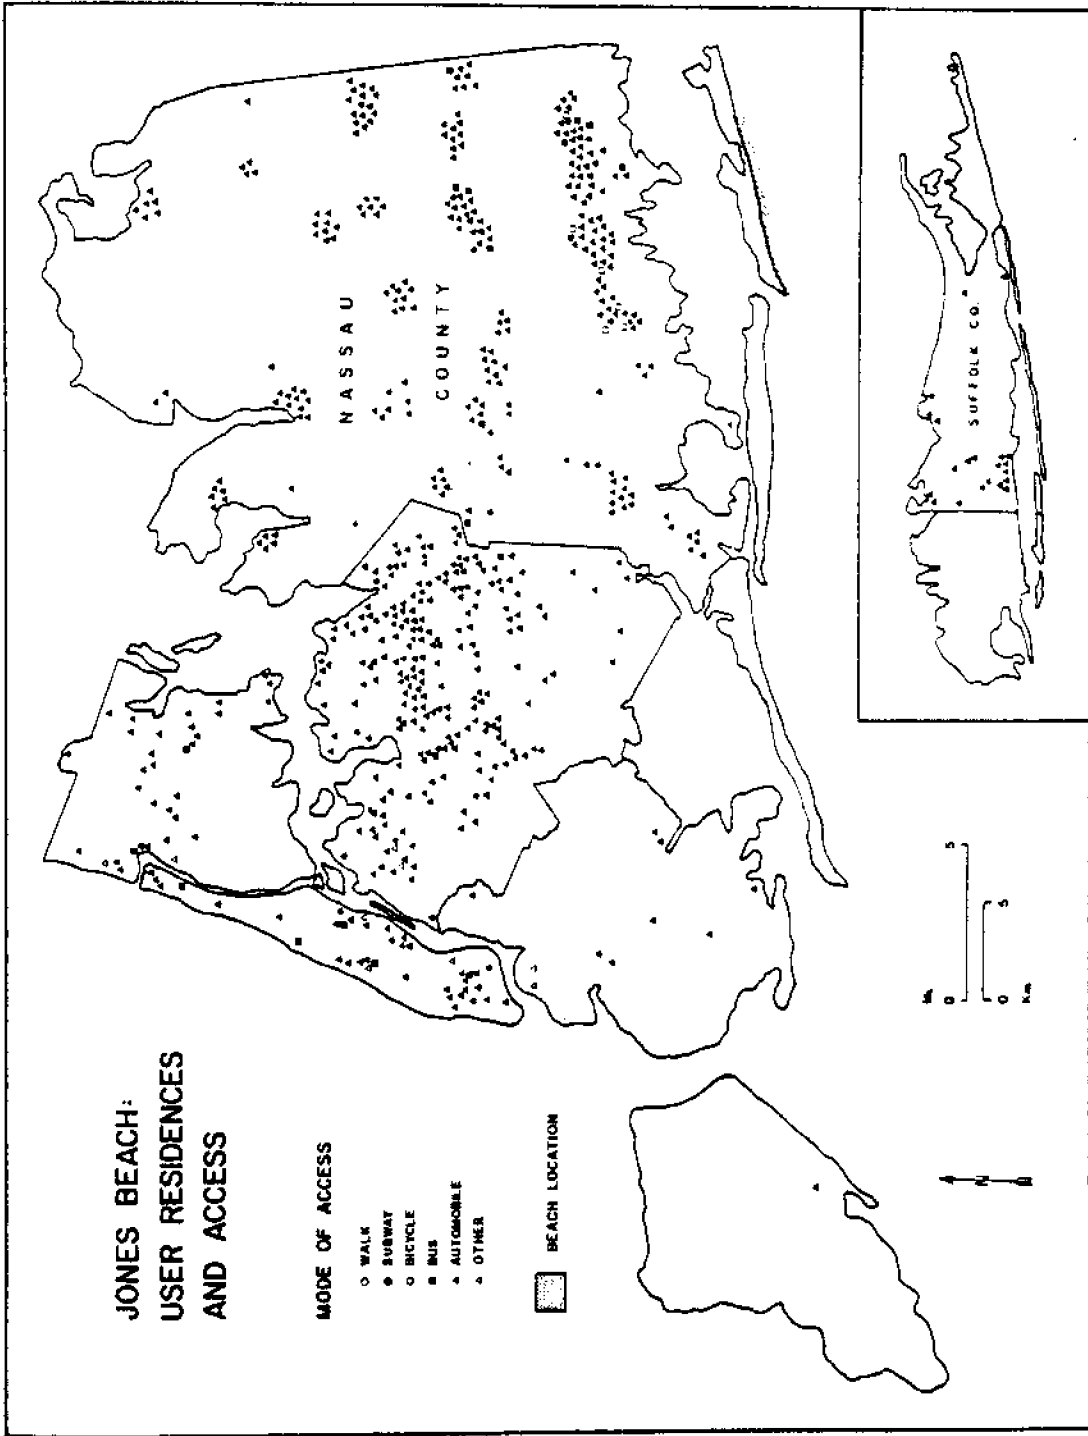 JONES BEACH:
USER RESIDENCES
AND ACCESS
MODE OF ACCESS
WALK
SUBWAY
BICYCLE
BUS
AUTOMOBILE
OTHER
BEACH LOCATION
NASSAU
COUNTY
SUFFOLK CO.
Mi.
0 5
0 5
Km.
N